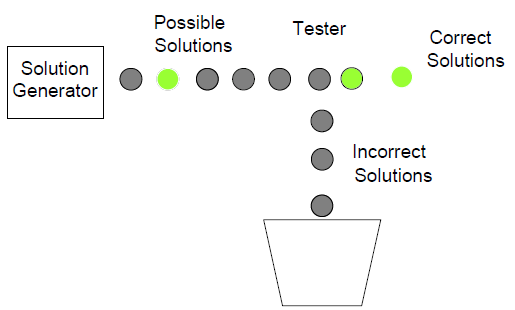 Solution
Generator
Possible
Solutions
Tester
Correct
Solutions
Incorrect
Solutions